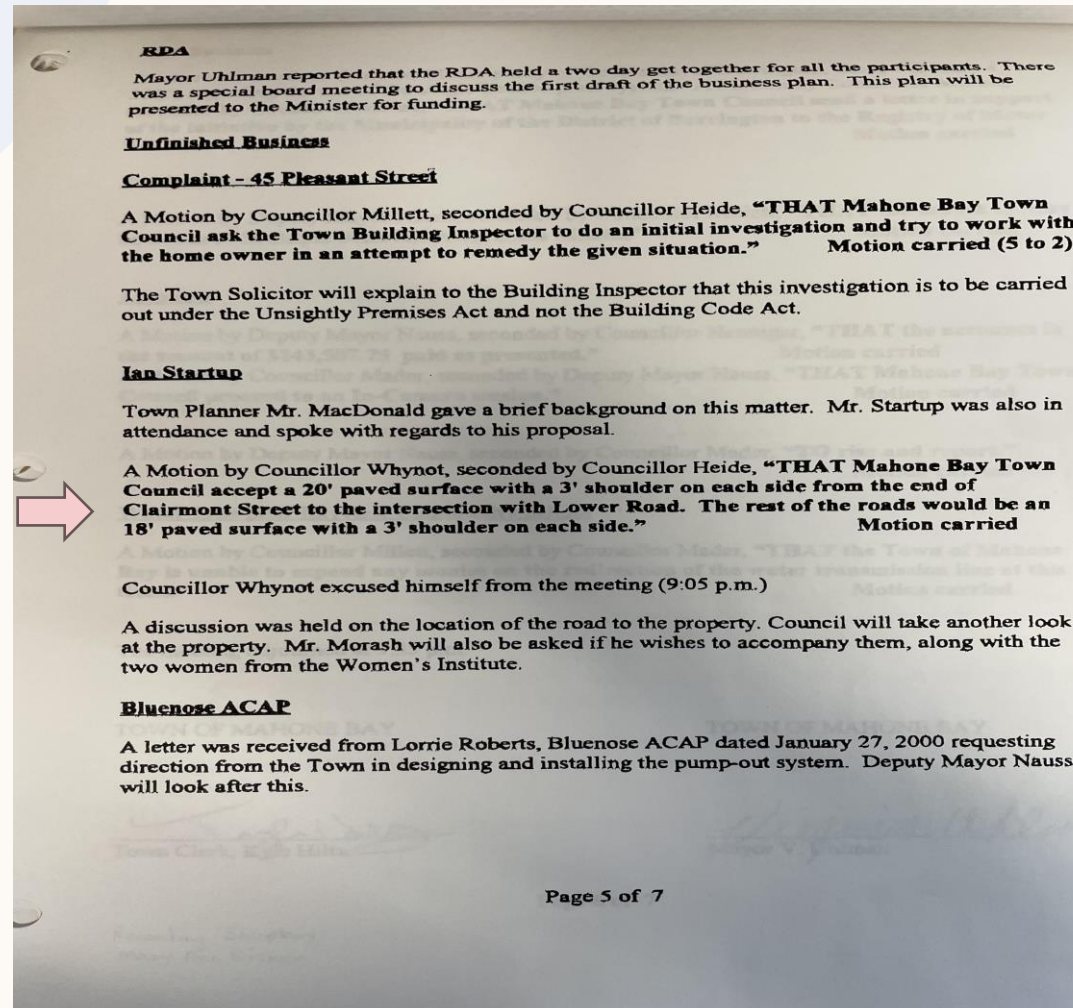 RDA
Mayor Uhlman reported that the RDA held a two day get together for all the participants. There
was a special board meeting to discuss the first draft of the business plan. This plan will be
presented to the Minister for funding.
Unfinished Business
Complaint - 45 Pleasant Street
A Motion by Councillor Millett, seconded by Councillor Heide, “THAT Mahone Bay Town
Council ask the Town Building Inspector to do an initial investigation and try to work with
the home owner in an attempt to remedy the given situation.” Motion carried (5 to 2)
The Town Solicitor will explain to the Building Inspector that this investigation is to be carried
out under the Unsightly Premises Act and not the Building Code Act.
Ian Startup
Town Planner Mr. MacDonald gave a brief background on this matter. Mr. Startup was also in
attendance and spoke with regards to his proposal.
A Motion by Councillor Whynot, seconded by Councillor Heide, “THAT Mahone Bay Town
Council accept a 20' paved surface with a 3' shoulder on each side from the end of
Clairmont Street to the intersection with Lower Road. The rest of the roads would be an
18' paved surface with a 3' shoulder on each side.” Motion carried
Councillor Whynot excused himself from the meeting (9:05 p.m.)
A discussion was held on the location of the road to the property. Council will take another look
at the property. Mr. Morash will also be asked if he wishes to accompany them, along with the
two women from the Women's Institute.
Bluenose ACAP
A letter was received from Lorrie Roberts, Bluenose ACAP dated January 27, 2000 requesting
direction from the Town in designing and installing the pump-out system. Deputy Mayor Nauss
will look after this.
Page 5 of 7